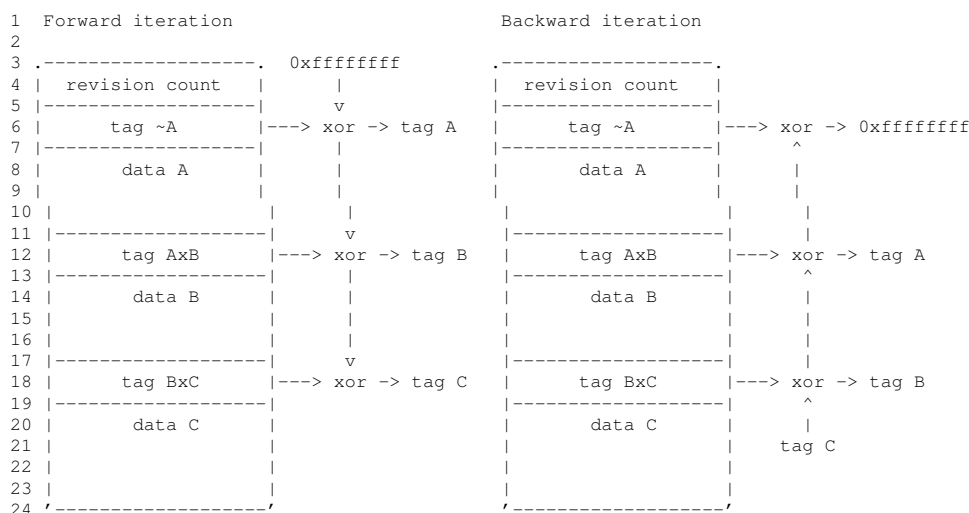 1  Forward iteration                          Backward iteration
2
3  .-------------------.  0xffffffff         .-------------------.
4  |  revision count   |      |              |  revision count   |
5  |-------------------|      v              |-------------------|
6  |      tag ~A       |---> xor -> tag A    |      tag ~A       |---> xor -> 0xffffffff
7  |-------------------|      |              |-------------------|      ^
8  |       data A      |      |              |       data A      |      |
9  |                   |      |              |                   |      |
10 |                   |      |              |                   |      |
11 |-------------------|      v              |-------------------|      |
12 |      tag AxB      |---> xor -> tag B    |      tag AxB      |---> xor -> tag A
13 |-------------------|      |              |-------------------|      ^
14 |       data B      |      |              |       data B      |      |
15 |                   |      |              |                   |      |
16 |                   |      |              |                   |      |
17 |-------------------|      v              |-------------------|      |
18 |      tag BxC      |---> xor -> tag C    |      tag BxC      |---> xor -> tag B
19 |-------------------|                     |-------------------|      ^
20 |       data C      |                     |       data C      |      |
21 |                   |                     |                   |    tag C
22 |                   |                     |                   |
23 |                   |                     |                   |
24 '-------------------'                     '-------------------'